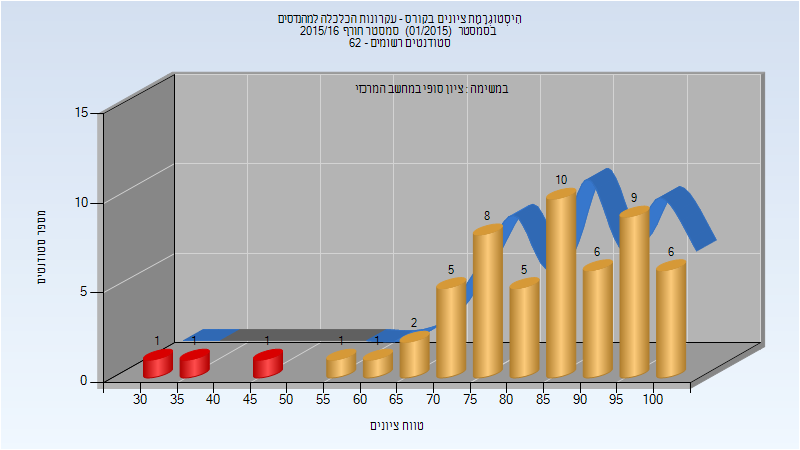 הִיסְטוֹגְרָמַת ציונים בקורס - עקרונות הכלכלה למהנדסים
בסמסטר (01/2015) סמסטר חורף 2015/16
סטודנטים רשומים - 62
במשימה : ציון סופי במחשב המרכזי
מספר סטודנטים
15
10
5
0
1
1
1
1
1
2
5
8
5
10
6
9
6
30 35 40 45 50 55 60 65 70 75 80 85 90 95 100
טווח ציונים